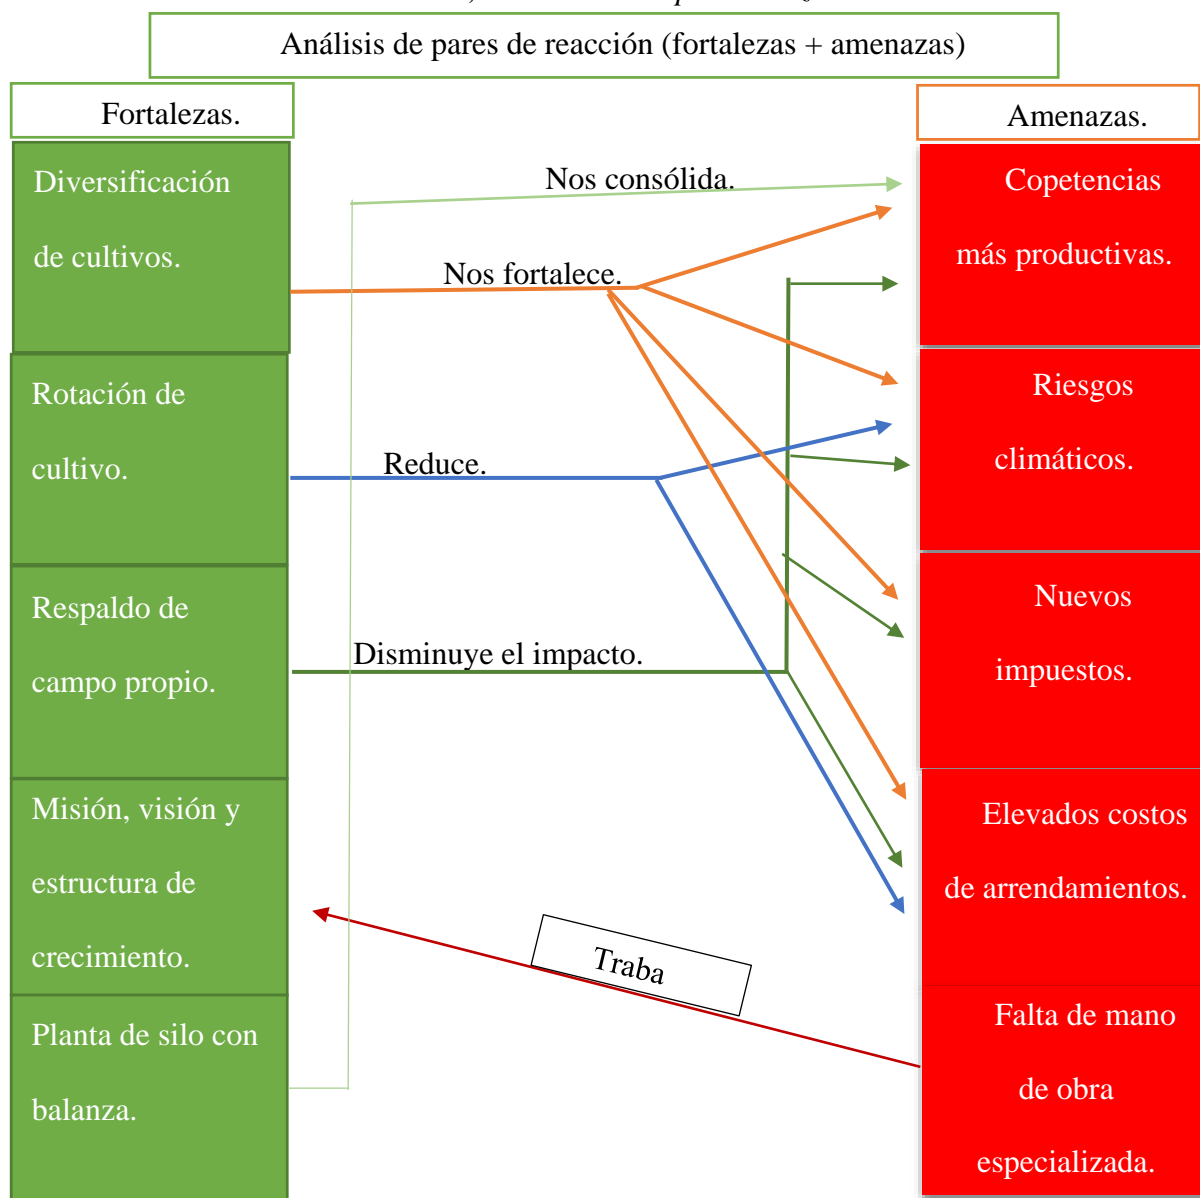 Análisis de pares de reacción (fortalezas + amenazas)
Fortalezas.
Amenazas.
Diversificación
de cultivos.
Nos consólida.
Copetencias
más productivas.
Nos fortalece.
Rotación de
cultivo.
Reduce.
Riesgos
climáticos.
Respaldo de
campo propio.
Disminuye el impacto.
Nuevos
impuestos.
Misión, visión y
estructura de
crecimiento.
Elevados costos
de arrendamientos.
Traba
Planta de silo con
balanza.
Falta de mano
de obra
especializada.